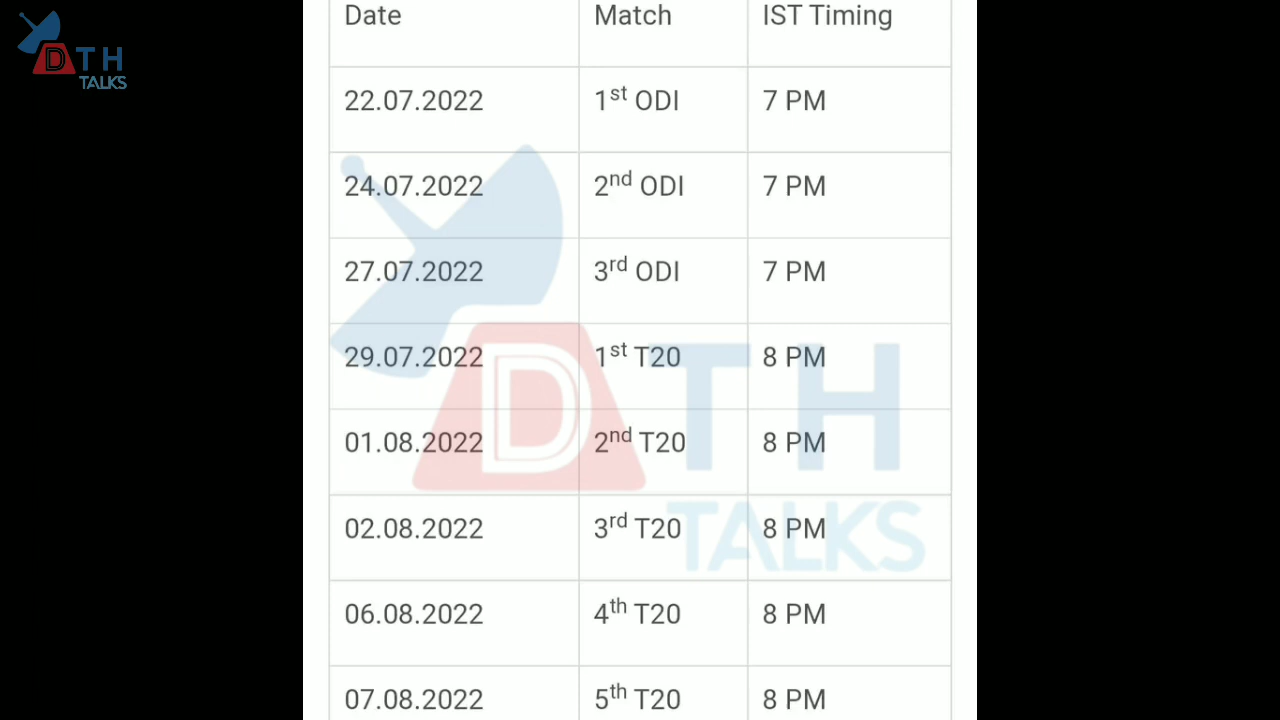 DTH
TALKS
Date Match IST Timing
22.07.2022 1st ODI 7 PM
24.07.2022 2nd ODI 7 PM
27.07.2022 3rd ODI 7 PM
29.07.2022 1st T20 8 PM
01.08.2022 2nd T20 8 PM
02.08.2022 3rd T20 8 PM
06.08.2022 4th T20 8 PM
07.08.2022 5th T20 8 PM
DTH
TALKS